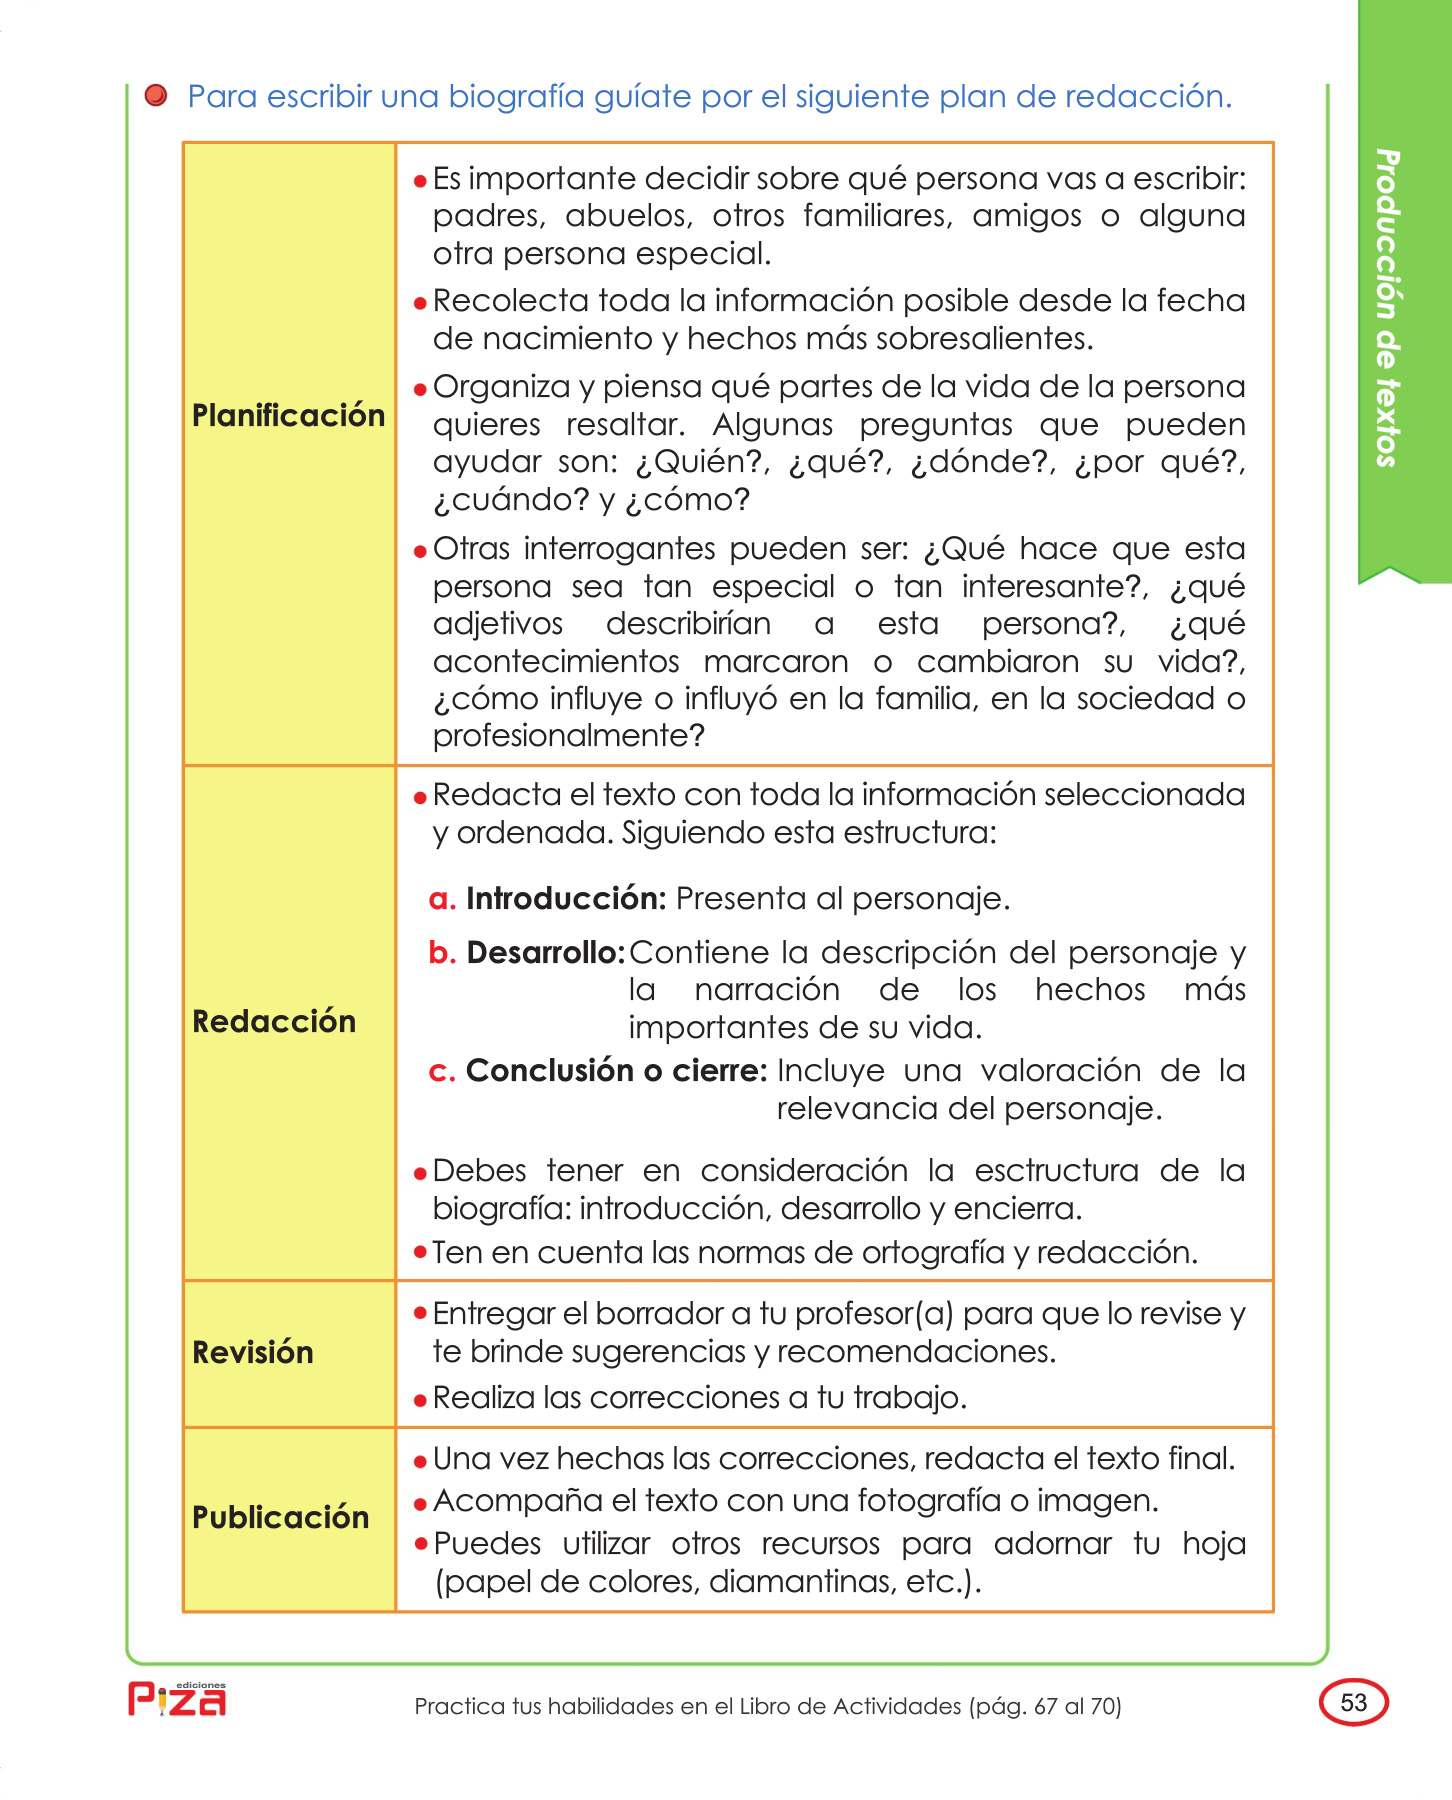 Para escribir una biografía guíate por el siguiente plan de redacción.
Producción de textos
Planificación
Es importante decidir sobre qué persona vas a escribir:
padres, abuelos, otros familiares, amigos o alguna
otra persona especial.
Recolecta toda la información posible desde la fecha
de nacimiento y hechos más sobresalientes.
Organiza y piensa qué partes de la vida de la persona
quieres resaltar. Algunas preguntas que pueden
ayudar son: ¿Quién?, ¿qué?, ¿dónde?, ¿por qué?,
¿cuándo? y ¿cómo?
Otras interrogantes pueden ser: ¿Qué hace que esta
persona sea tan especial o tan interesante?, ¿qué
adjetivos describirían a esta persona?, ¿qué
acontecimientos marcaron o cambiaron su vida?,
¿cómo influye o influyó en la familia, en la sociedad o
profesionalmente?
Redacción
Redacta el texto con toda la información seleccionada
y ordenada. Siguiendo esta estructura:
a. Introducción: Presenta al personaje.
b. Desarrollo: Contiene la descripción del personaje y
la narración de los hechos más
importantes de su vida.
c. Conclusión o cierre: Incluye una valoración de la
relevancia del personaje.
Debes tener en consideración la esctructura de la
biografía: introducción, desarrollo y encierra.
Ten en cuenta las normas de ortografía y redacción.
Revisión
Entregar el borrador a tu profesor(a) para que lo revise y
te brinde sugerencias y recomendaciones.
Realiza las correcciones a tu trabajo.
Publicación
Una vez hechas las correcciones, redacta el texto final.
Acompaña el texto con una fotografía o imagen.
Puedes utilizar otros recursos para adornar tu hoja
(papel de colores, diamantinas, etc.).
ediciones
Piza
Practica tus habilidades en el Libro de Actividades (pág. 67 al 70)
53